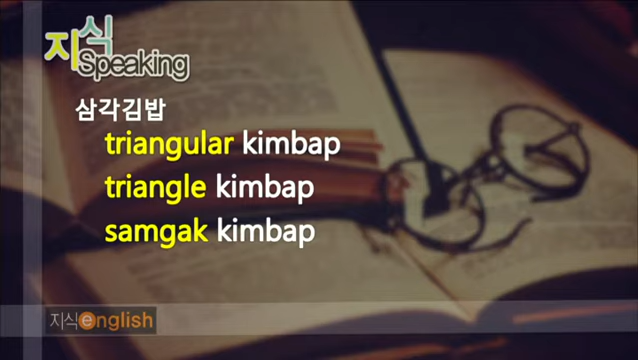 지식
Speaking
삼각김밥
triangular kimbap
triangle kimbap
samgak kimbap
지식english